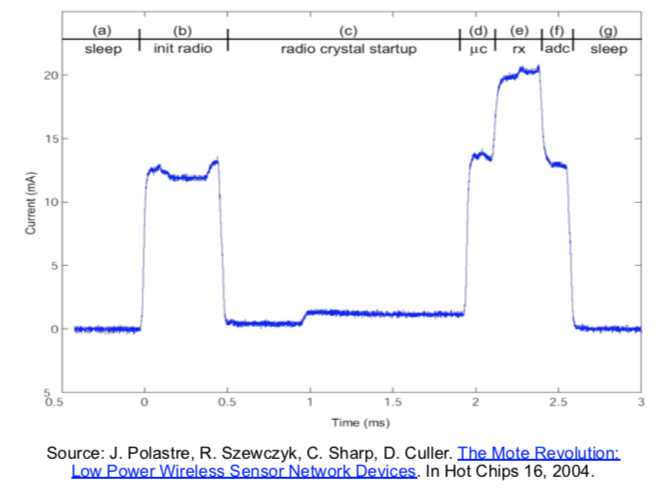 (a) (b) (c) (d) (e) (f) (g)
sleep init radio radio crystal startup μc rx adc sleep
20
15
10
5
0
5
Current (mA)
0.5 0 0.5 1 1.5 2 2.5 3
Time (ms)
Source: J. Polastre, R. Szewczyk, C. Sharp, D. Culler. The Mote Revolution:
Low Power Wireless Sensor Network Devices. In Hot Chips 16, 2004.